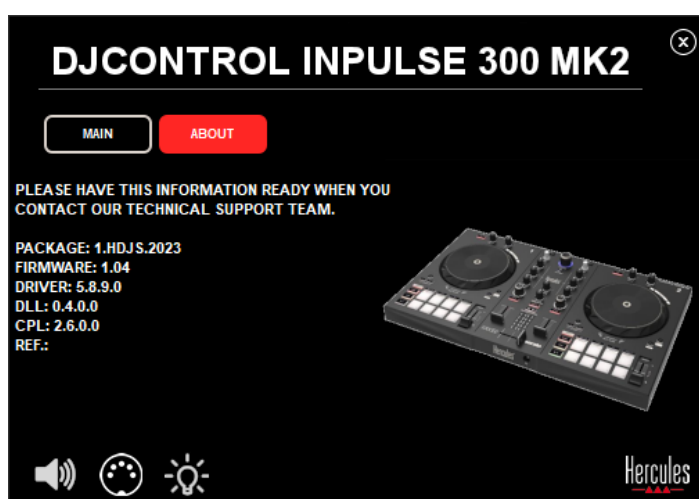 DJCONTROL INPULSE 300 MK2
MAIN
ABOUT
PLEASE HAVE THIS INFORMATION READY WHEN YOU
CONTACT OUR TECHNICAL SUPPORT TEAM.
PACKAGE: 1.HDJS.2023
FIRMWARE: 1.04
DRIVER: 5.8.9.0
DLL: 0.4.0.0
CPL: 2.6.0.0
REF.:
Hercules